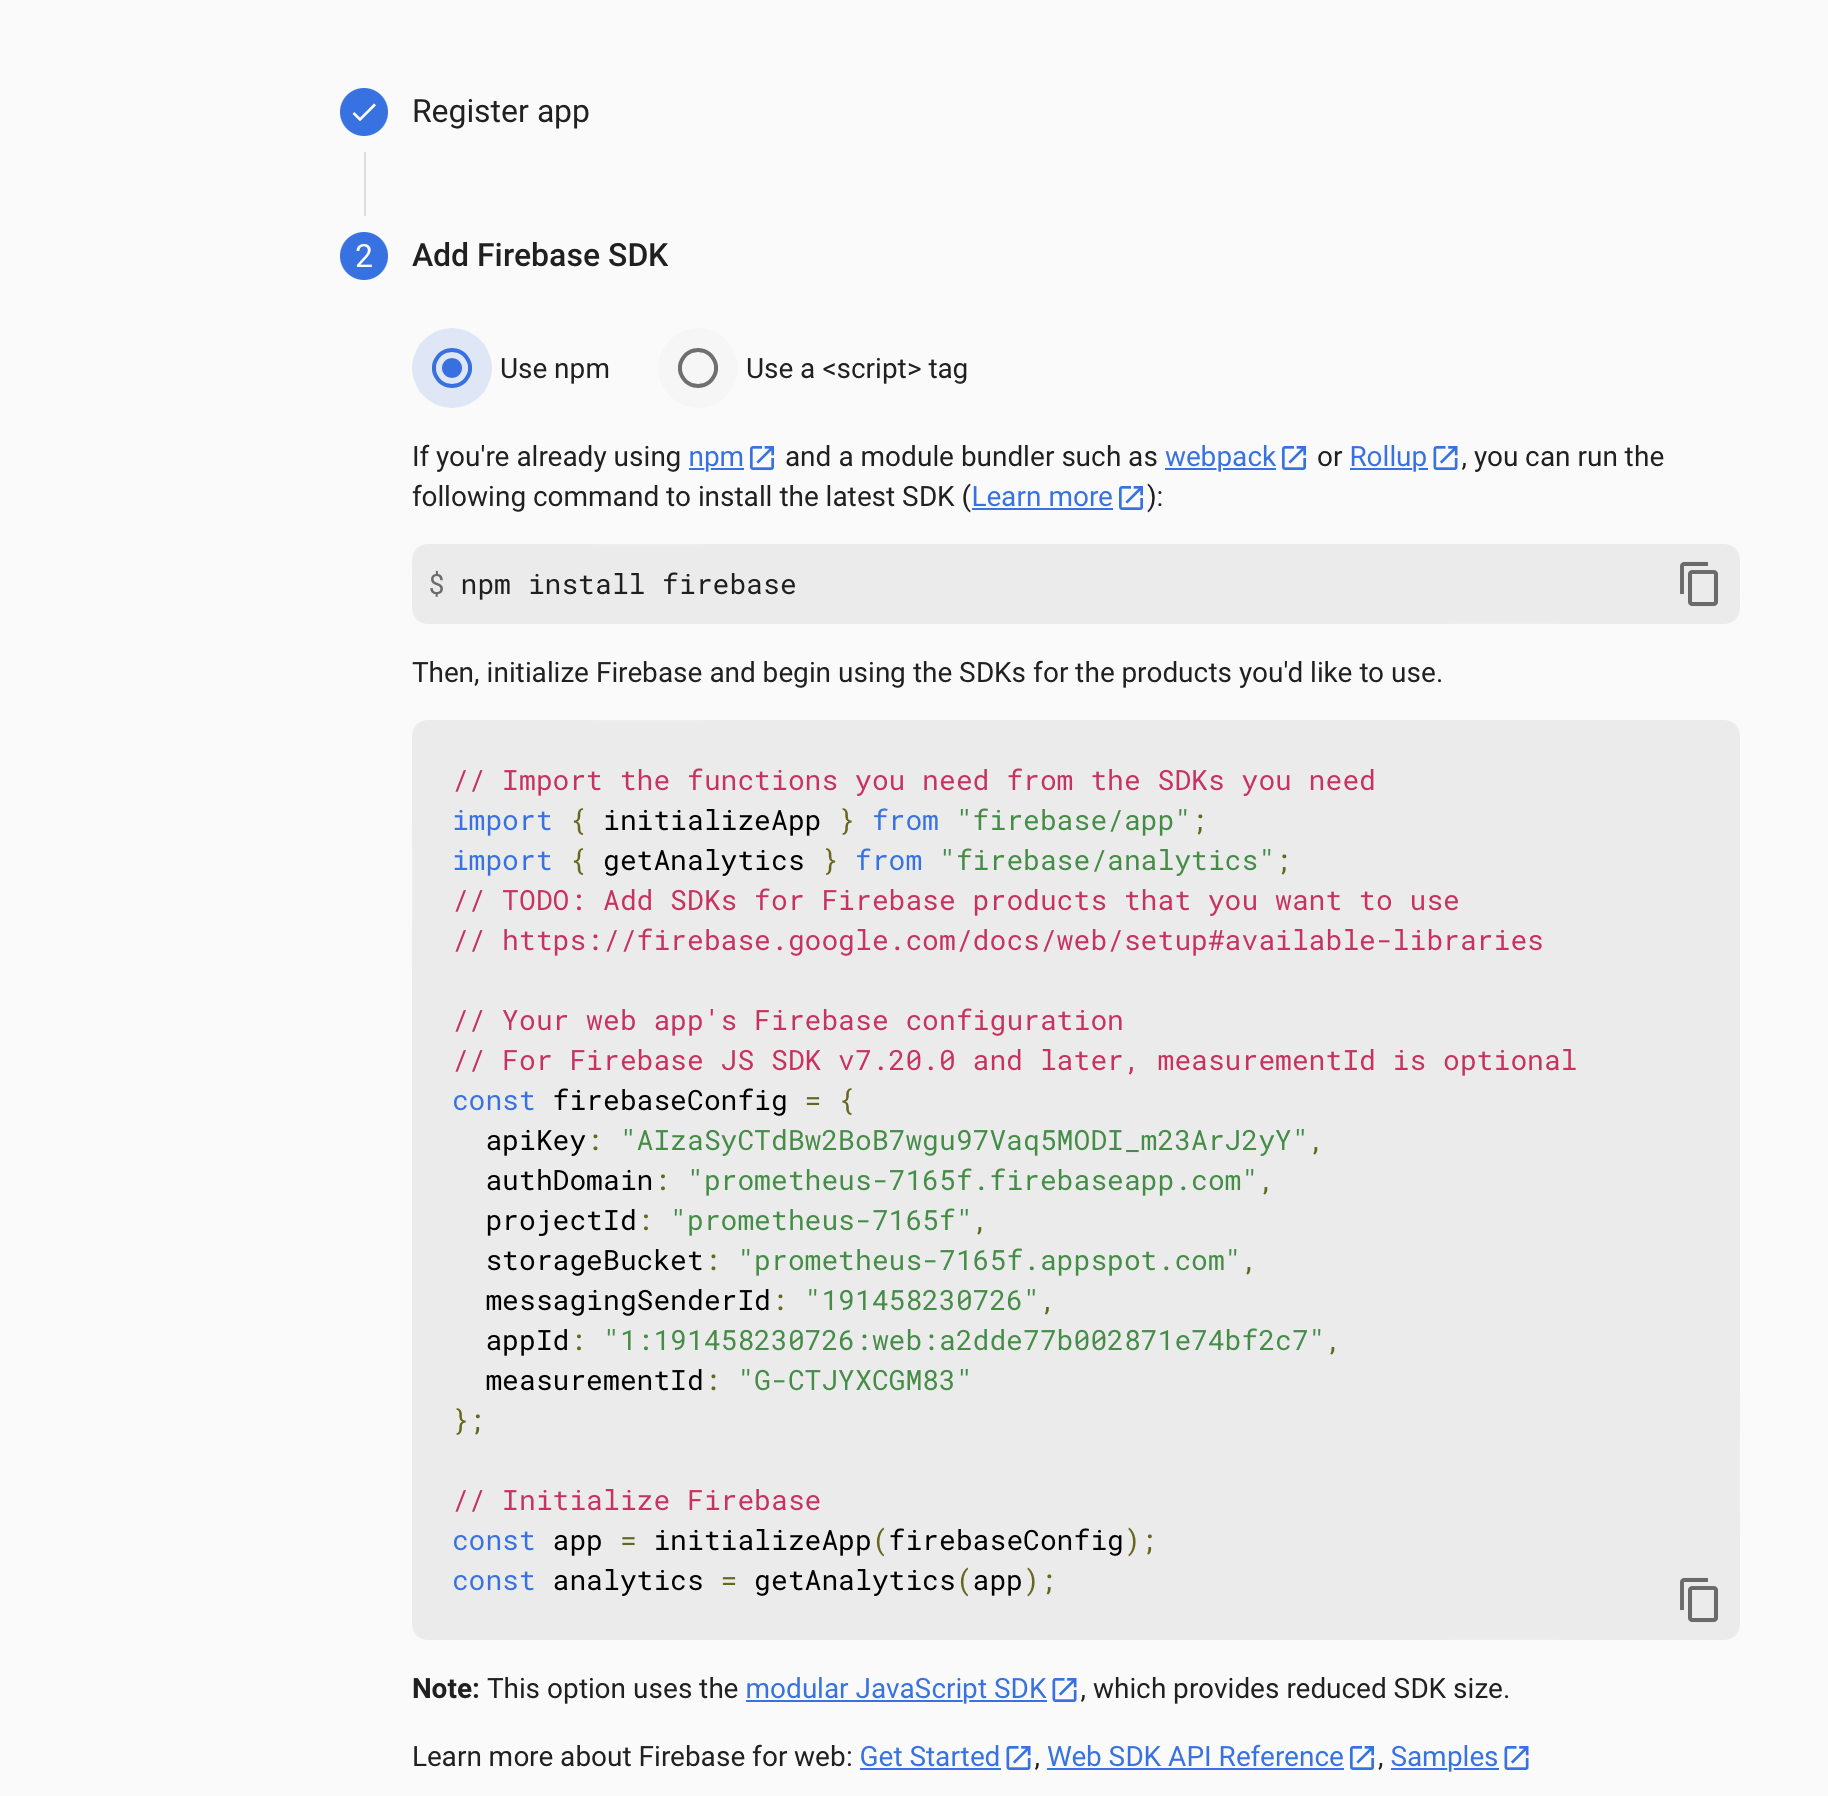 Register app
2 Add Firebase SDK
Use npm Use a <script> tag
If you're already using npm and a module bundler such as webpack or Rollup, you can run the
following command to install the latest SDK (Learn more):
$ npm install firebase
Then, initialize Firebase and begin using the SDKs for the products you'd like to use.
// Import the functions you need from the SDKs you need
import { initializeApp } from "firebase/app";
import { getAnalytics } from "firebase/analytics";
// TODO: Add SDKs for Firebase products that you want to use
// https://firebase.google.com/docs/web/setup#available-libraries
// Your web app's Firebase configuration
// For Firebase JS SDK v7.20.0 and later, measurementId is optional
const firebaseConfig = {
  apiKey: "AIzaSyCTdBw2BoB7wgu97Vaq5MODI_m23ArJ2yY",
  authDomain: "prometheus-7165f.firebaseapp.com",
  projectId: "prometheus-7165f",
  storageBucket: "prometheus-7165f.appspot.com",
  messagingSenderId: "191458230726",
  appId: "1:191458230726:web:a2dde77b002871e74bf2c7",
  measurementId: "G-CTJYXCGM83"
};
// Initialize Firebase
const app = initializeApp(firebaseConfig);
const analytics = getAnalytics(app);
Note: This option uses the modular JavaScript SDK, which provides reduced SDK size.
Learn more about Firebase for web: Get Started, Web SDK API Reference, Samples